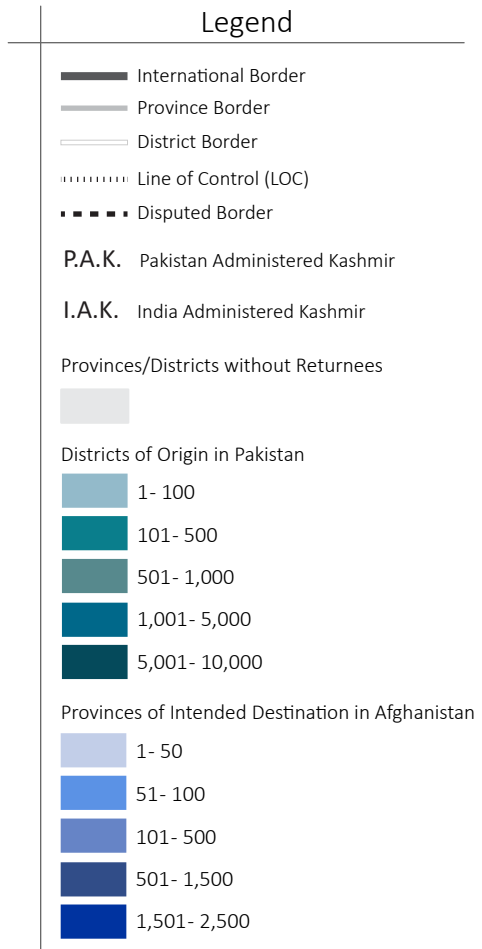 Legend
International Border
Province Border
District Border
Line of Control (LOC)
Disputed Border
P.A.K. Pakistan Administered Kashmir
I.A.K. India Administered Kashmir
Provinces/Districts without Returnees
Districts of Origin in Pakistan
1- 100
101- 500
501- 1,000
1,001- 5,000
5,001- 10,000
Provinces of Intended Destination in Afghanistan
1- 50
51- 100
101- 500
501- 1,500
1,501- 2,500